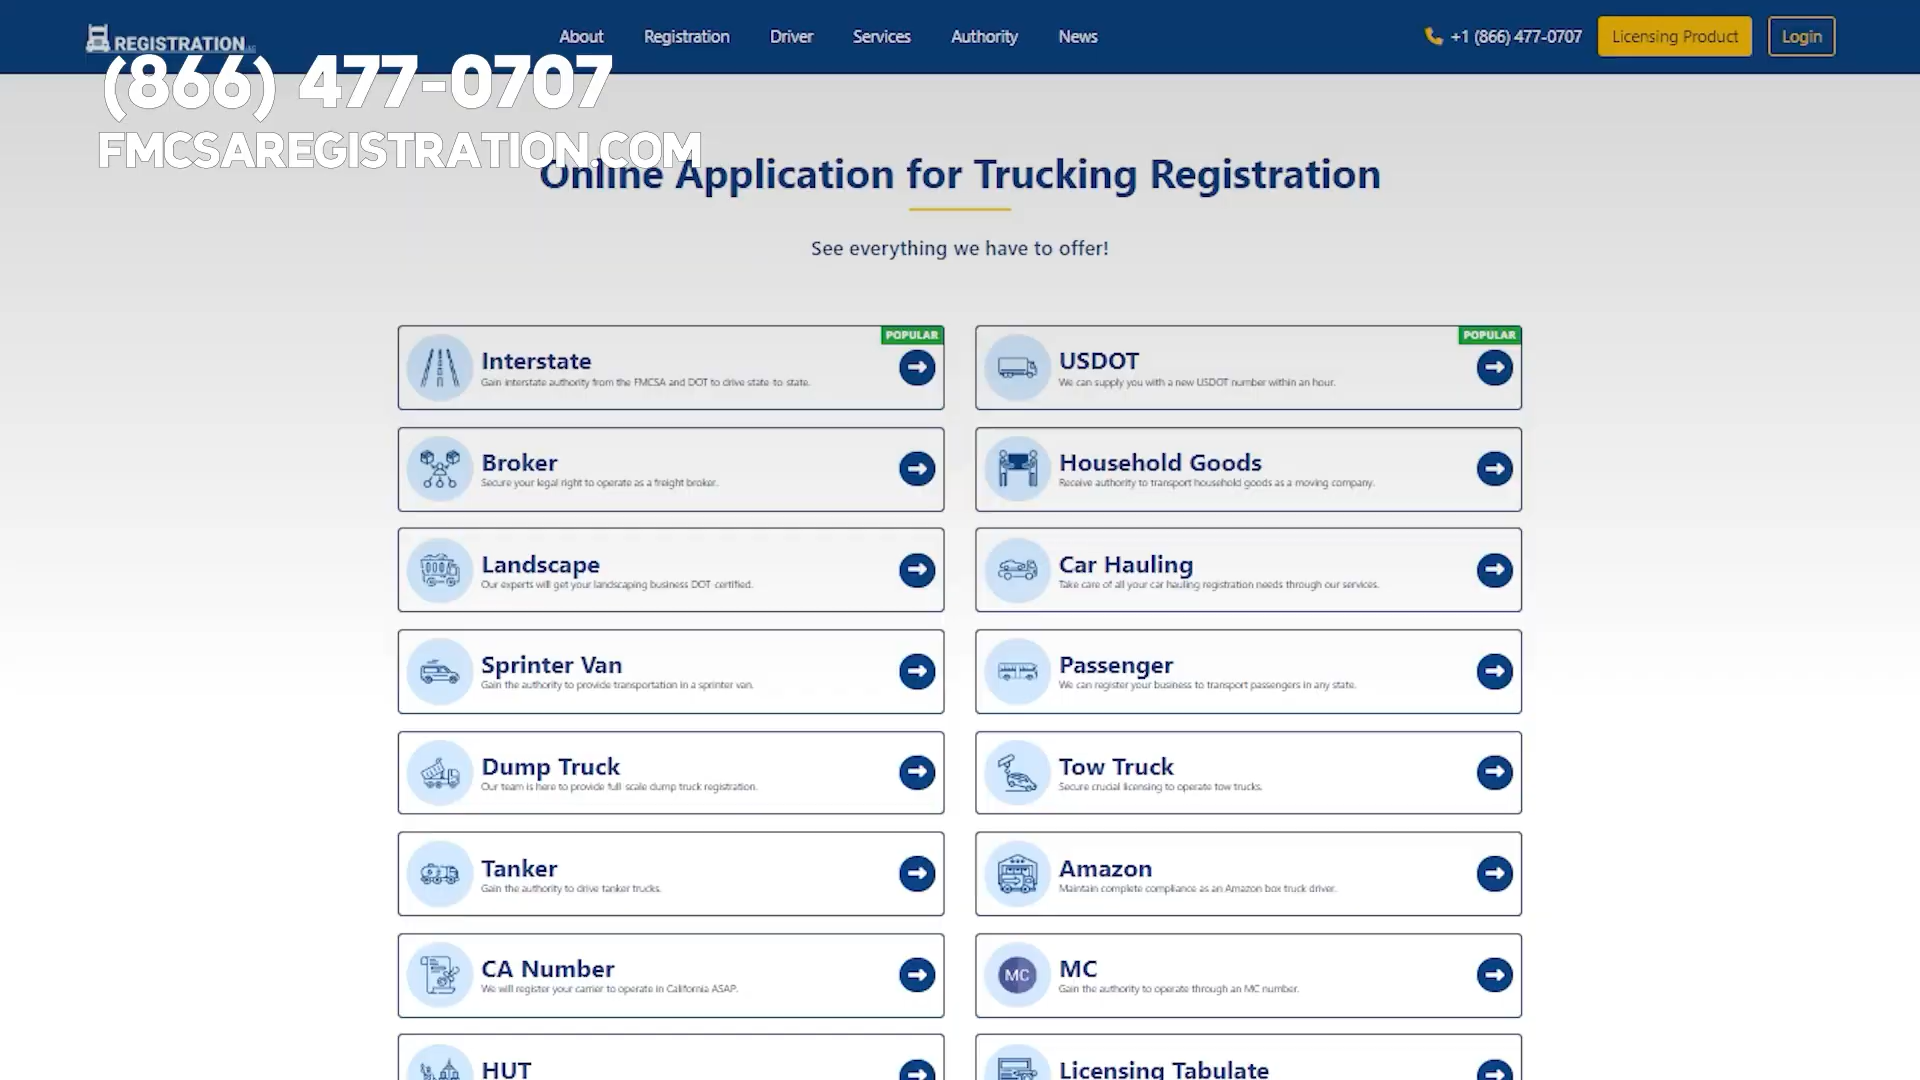 REGISTRATION
About
Registration
Driver
Services
Authority
News
+1 (866) 477-0707
Licensing Product
Login
(866) 477-0707
FMCSAREGISTRATION.COM
Online Application for Trucking Registration
See everything we have to offer!
POPULAR
Interstate
Gain interstate authority from the FMCSA and DOT to drive state to state.
POPULAR
USDOT
We can supply you with a new USDOT number within an hour.
Broker
Secure your legal right to operate as a freight broker.
Household Goods
Receive authority to transport household goods as a moving company.
Landscape
Our experts will get your landscaping business DOT certified.
Car Hauling
Take care of all your car hauling registration needs through our services.
Sprinter Van
Gain the authority to provide transportation in a sprinter van.
Passenger
We can register your business to transport passengers in any state.
Dump Truck
Our team is here to provide full scale dump truck registration.
Tow Truck
Secure crucial licensing to operate tow trucks.
Tanker
Gain the authority to drive tanker trucks.
Amazon
Maintain complete compliance as an Amazon box truck driver.
CA Number
We will register your carrier to operate in California ASAP.
MC
MC
Gain the authority to operate through an MC number.
HUT
Licensing Tabulate